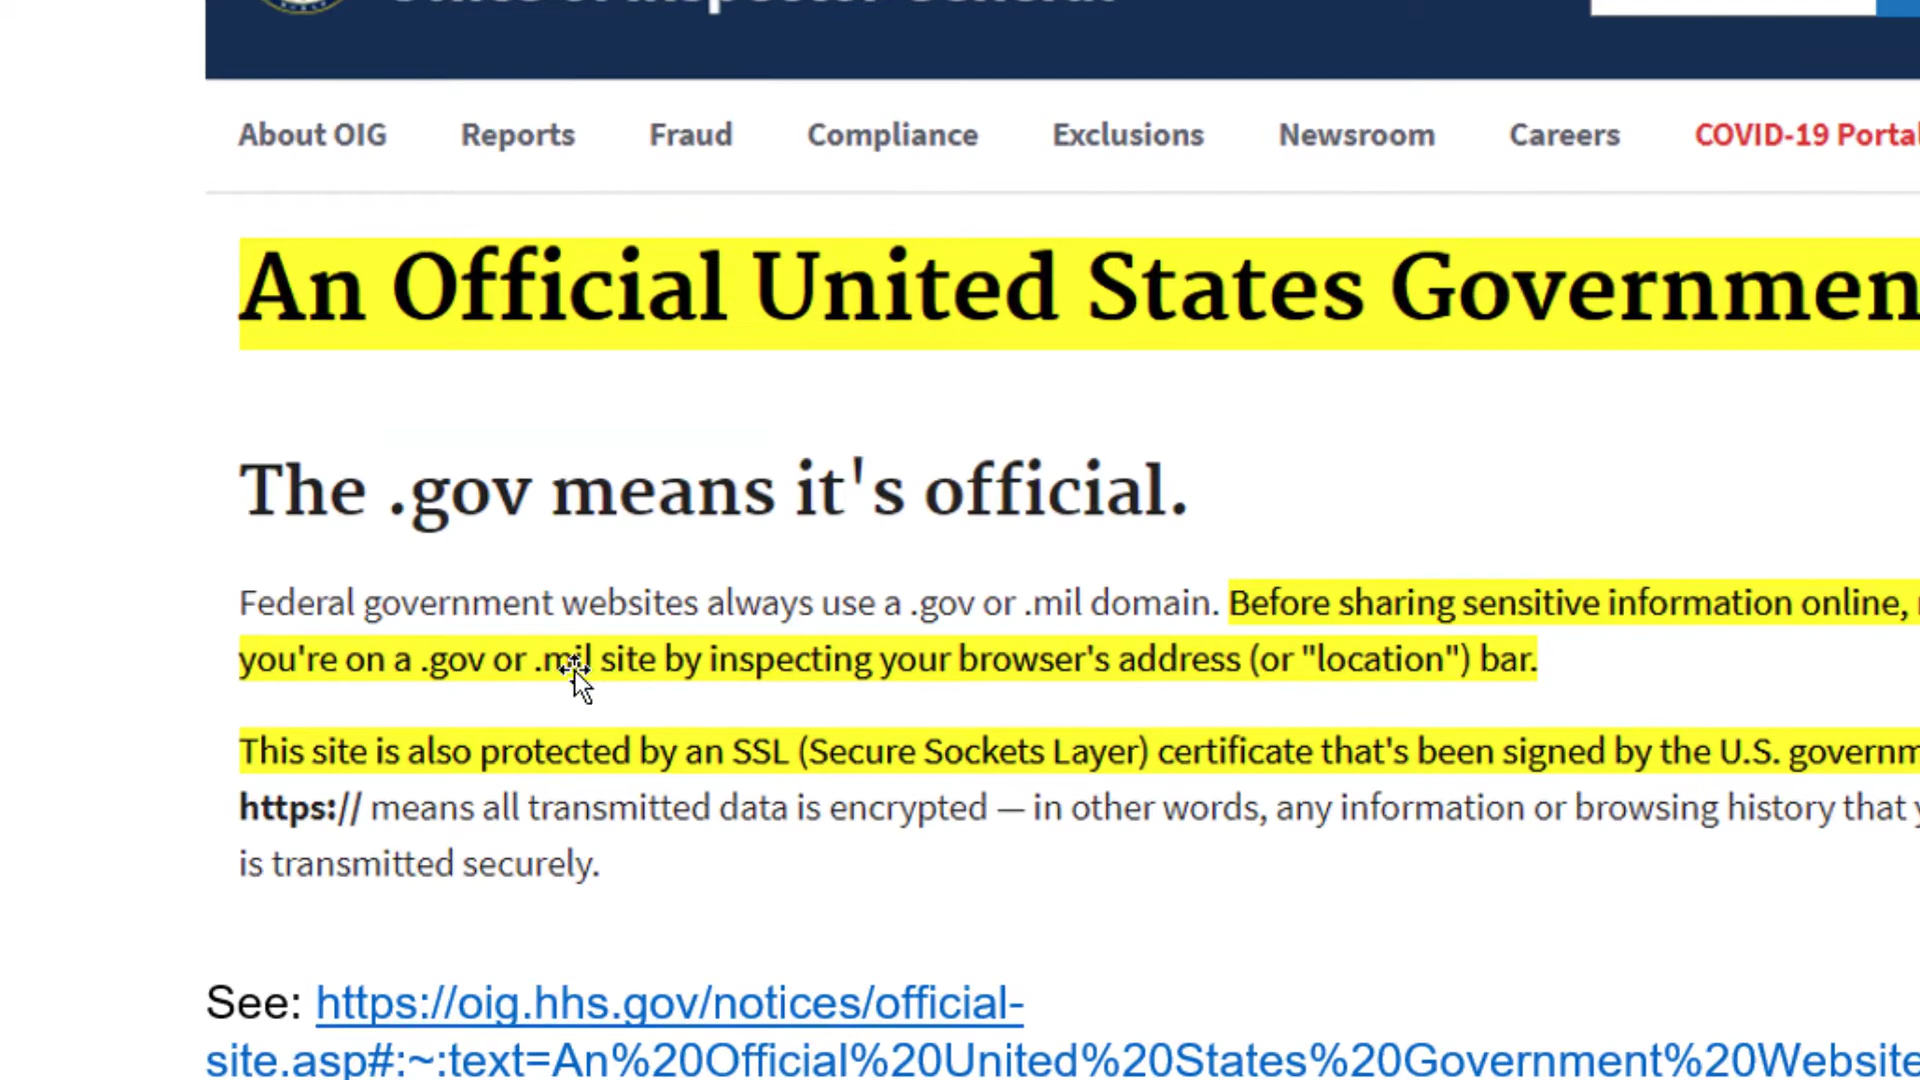 Office of Inspector General
About OIG Reports Fraud Compliance Exclusions Newsroom Careers COVID-19 Portal
An Official United States Governmen
The .gov means it's official.
Federal government websites always use a .gov or .mil domain. Before sharing sensitive information online,
you're on a .gov or .mil site by inspecting your browser's address (or "location") bar.
This site is also protected by an SSL (Secure Sockets Layer) certificate that's been signed by the U.S. governm
https:// means all transmitted data is encrypted — in other words, any information or browsing history that
is transmitted securely.
See: https://oig.hhs.gov/notices/official-
site.asp#:~:text=An%20Official%20United%20States%20Government%20Website